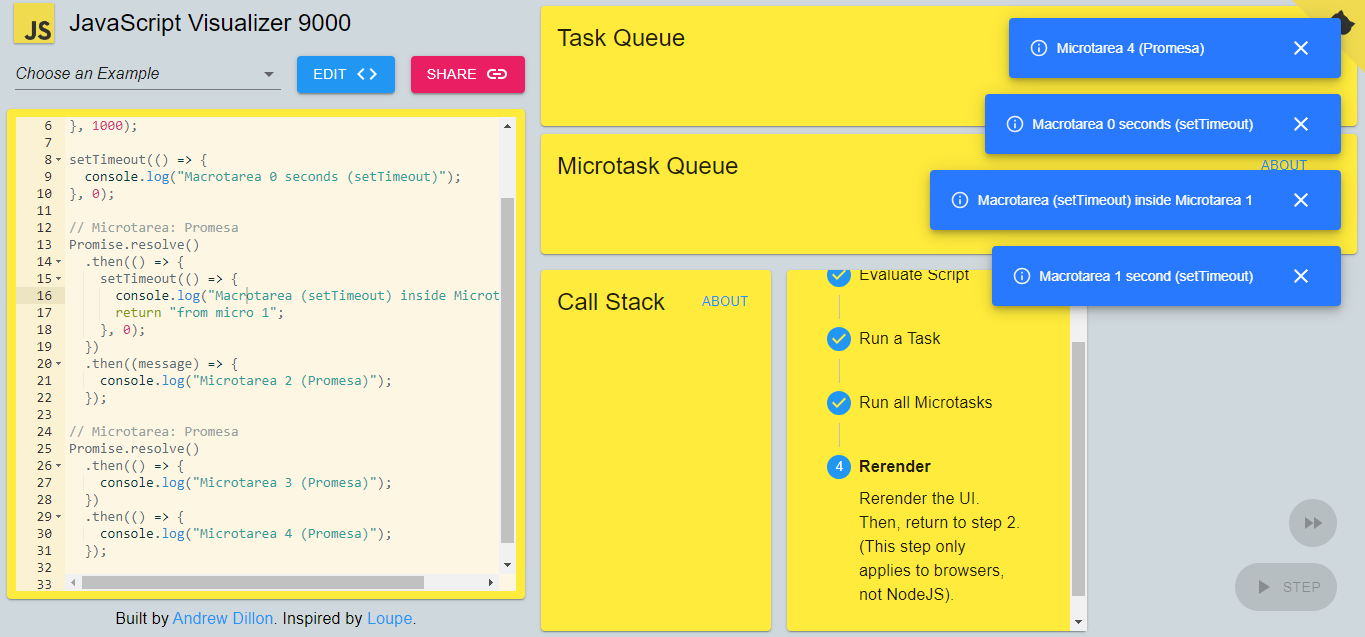 JS
JavaScript Visualizer 9000
Choose an Example
EDIT
SHARE
6 }, 1000);
7
8 setTimeout(() => {
9 console.log("Macrotarea 0 seconds (setTimeout)");
10 }, 0);
11
12 // Microtarea: Promesa
13 Promise.resolve()
14 .then(() => {
15 setTimeout(() => {
16 console.log("Macrotarea (setTimeout) inside Microt
17 return "from micro 1";
18 }, 0);
19 })
20 .then((message) => {
21 console.log("Microtarea 2 (Promesa)");
22 });
23
24 // Microtarea: Promesa
25 Promise.resolve()
26 .then(() => {
27 console.log("Microtarea 3 (Promesa)");
28 })
29 .then(() => {
30 console.log("Microtarea 4 (Promesa)");
31 });
32
33
Built by Andrew Dillon. Inspired by Loupe.
Task Queue
Microtask Queue
ABOUT
Microtarea 4 (Promesa)
Macrotarea 0 seconds (setTimeout)
Macrotarea (setTimeout) inside Microtarea 1
Macrotarea 1 second (setTimeout)
Call Stack
ABOUT
Evaluate Script
Run a Task
Run all Microtasks
4 Rerender
Rerender the UI.
Then, return to step 2.
(This step only
applies to browsers,
not NodeJS).
STEP